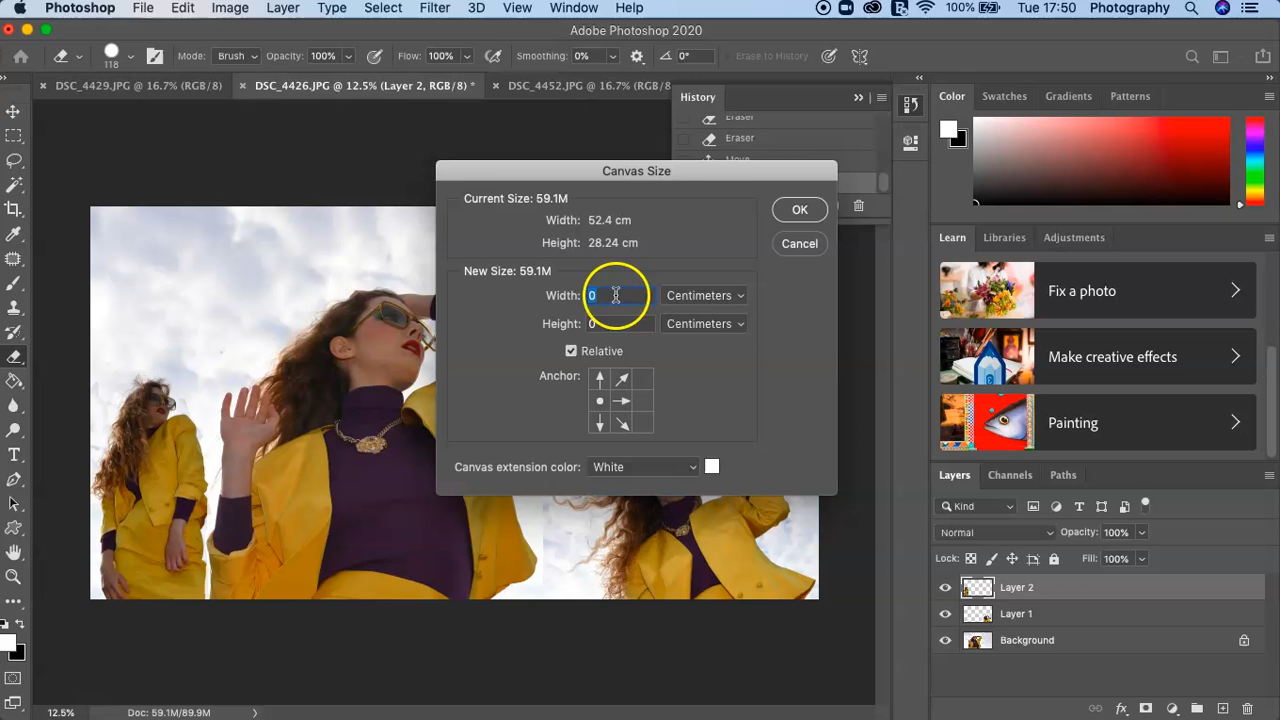 Photoshop File Edit Image Layer Type Select Filter 3D View Window Help 100% Tue 17:50 Photography
Adobe Photoshop 2020
118 Mode: Brush Opacity: 100% Flow: 100% Smoothing: 0% 0° Erase to History
DSC_4429.JPG @ 16.7% (RGB/8) DSC_4426.JPG @ 12.5% (Layer 2, RGB/8) * DSC_4452.JPG @ 16.7% (RGB/8
History
Eraser
Eraser
Move
Canvas Size
Current Size: 59.1M
Width: 52.4 cm
Height: 28.24 cm
New Size: 59.1M
Width: 0 Centimeters
Height: 0 Centimeters
Relative
Anchor:
Canvas extension color: White
OK
Cancel
Color Swatches Gradients Patterns
Learn Libraries Adjustments
Fix a photo
Make creative effects
Painting
Layers Channels Paths
Kind
Normal Opacity: 100%
Lock: Fill: 100%
Layer 2
Layer 1
Background
12.5% Doc: 59.1M/89.9M